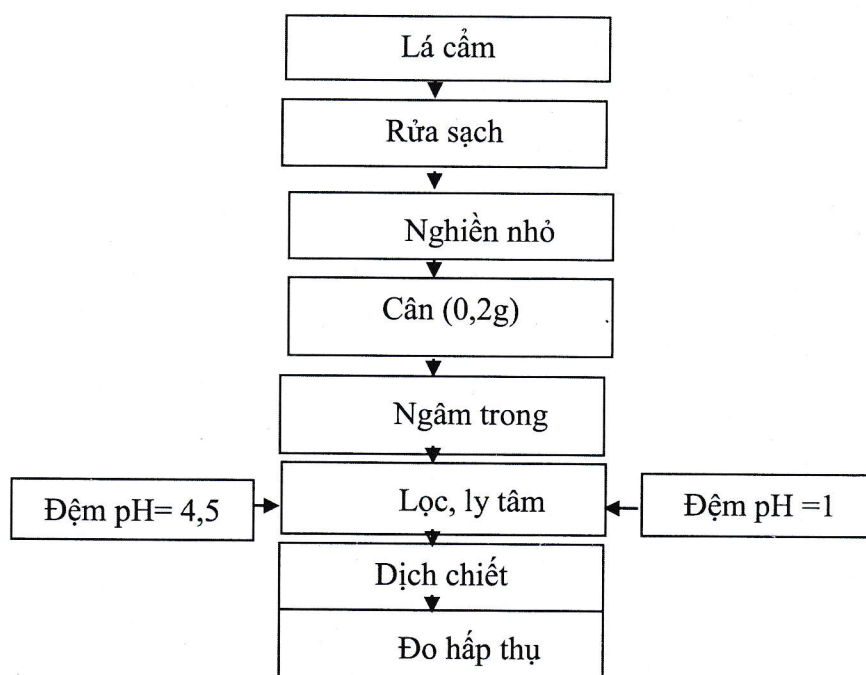 Lá cẩm
Rửa sạch
Nghiền nhỏ
Cân (0,2g)
Ngâm trong
Đệm pH= 4,5
Lọc, ly tâm
Đệm pH =1
Dịch chiết
Đo hấp thụ